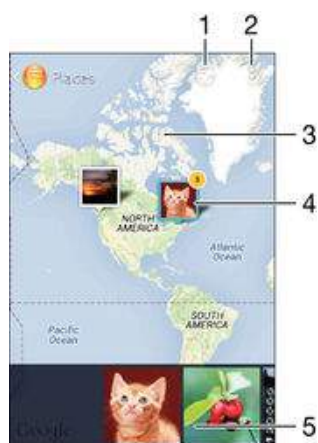 1 2
Places
3
4
NORTH
AMERICA
Atlantic
Ocean
SOUTH
AMERICA
Pacific
Ocean
Google
5